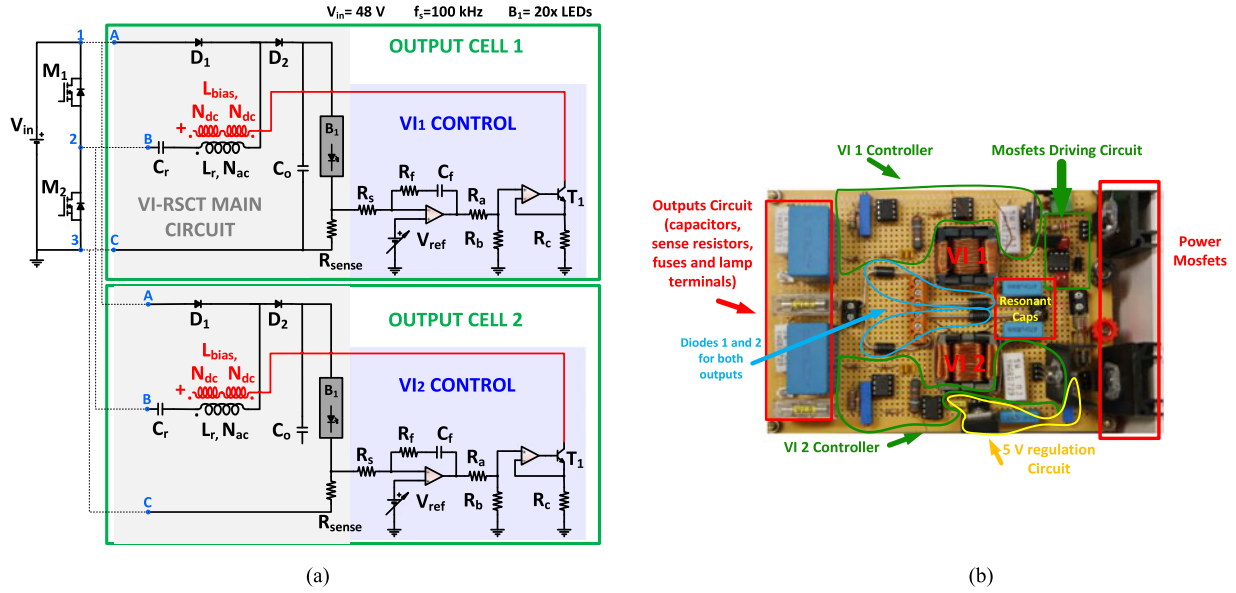 Vin= 48 V fs=100 kHz B1= 20x LEDs
1
A
D1
D2
OUTPUT CELL 1
M1
Lbias,
Ndc Ndc
+
B1
VI1 CONTROL
Vin
+
2
B
Cr
Lr, Nac
Co
Rf
Cf
Rs
Ra
T1
M2
VI-RSCT MAIN
CIRCUIT
Vref
Rb
Rc
3
C
Rsense
A
D1
D2
OUTPUT CELL 2
Lbias,
Ndc Ndc
+
B1
VI2 CONTROL
B
Cr
Lr, Nac
Co
Rf
Cf
Rs
Ra
T1
Vref
Rb
Rc
C
Rsense
(a)
VI 1 Controller
Mosfets Driving Circuit
Outputs Circuit
(capacitors,
sense resistors,
fuses and lamp
terminals)
VI 1
Power
Mosfets
Resonant
Caps
Diodes 1 and 2
for both
outputs
VI 2
VI 2 Controller
5 V regulation
Circuit
(b)